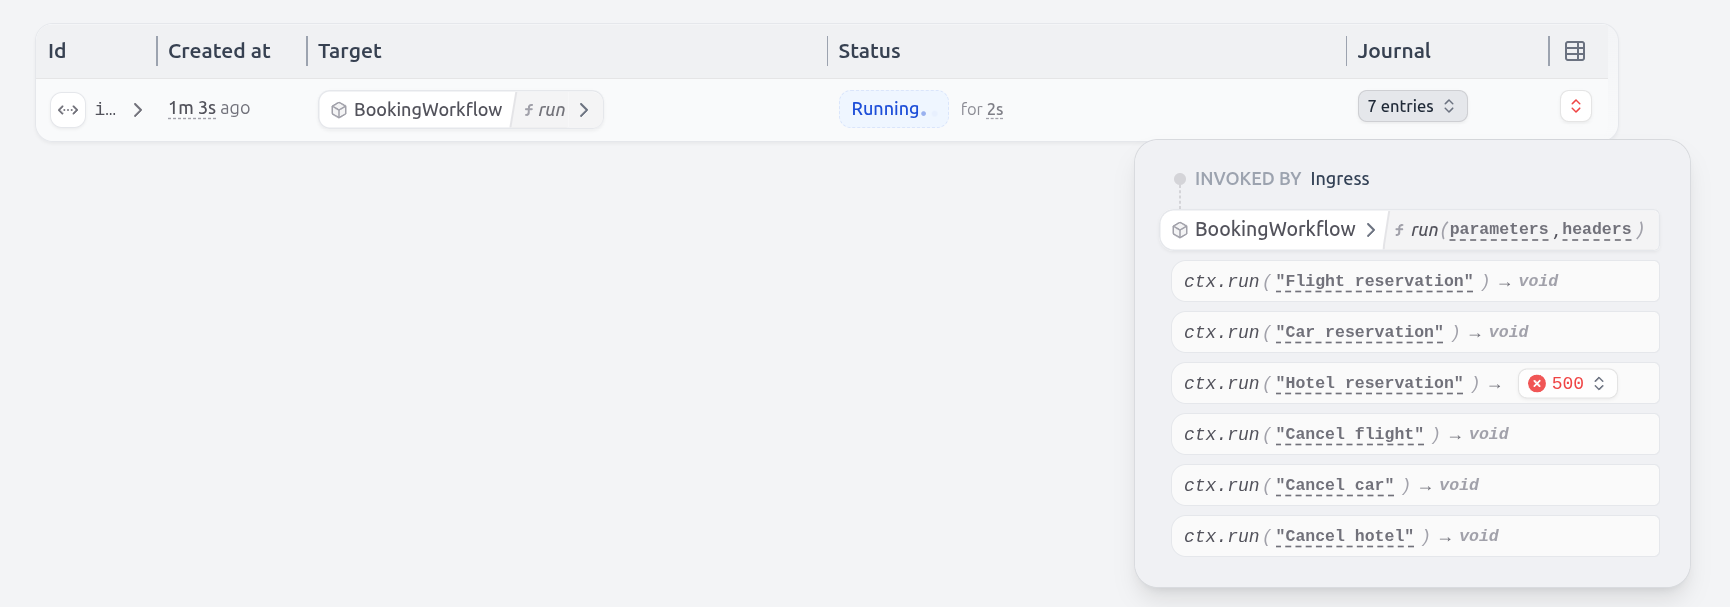 Id Created at Target Status Journal
i... 1m 3s ago BookingWorkflow f run Running. for 2s 7 entries
INVOKED BY Ingress
BookingWorkflow f run(parameters,headers)
ctx.run("Flight reservation") → void
ctx.run("Car reservation") → void
ctx.run("Hotel reservation") → 500
ctx.run("Cancel flight") → void
ctx.run("Cancel car") → void
ctx.run("Cancel hotel") → void